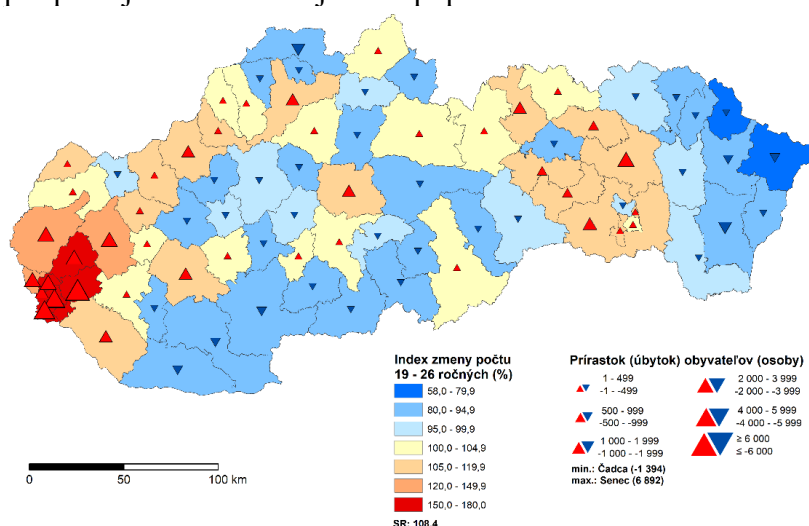 Index zmeny počtu
19 - 26 ročných (%)
58,0 - 79,9
80,0 - 94,9
95,0 - 99,9
100,0 - 104,9
105,0 - 119,9
120,0 - 149,9
150,0 - 180,0
SR: 108,4
Prírastok (úbytok) obyvateľov (osoby)
1 - 499
-1 - -499
500 - 999
-500 - -999
1 000 - 1 999
-1 000 - -1 999
2 000 - 3 999
-2 000 - -3 999
4 000 - 5 999
-4 000 - -5 999
≥ 6 000
≤ -6 000
min.: Čadca (-1 394)
max.: Senec (6 892)
0 50 100 km